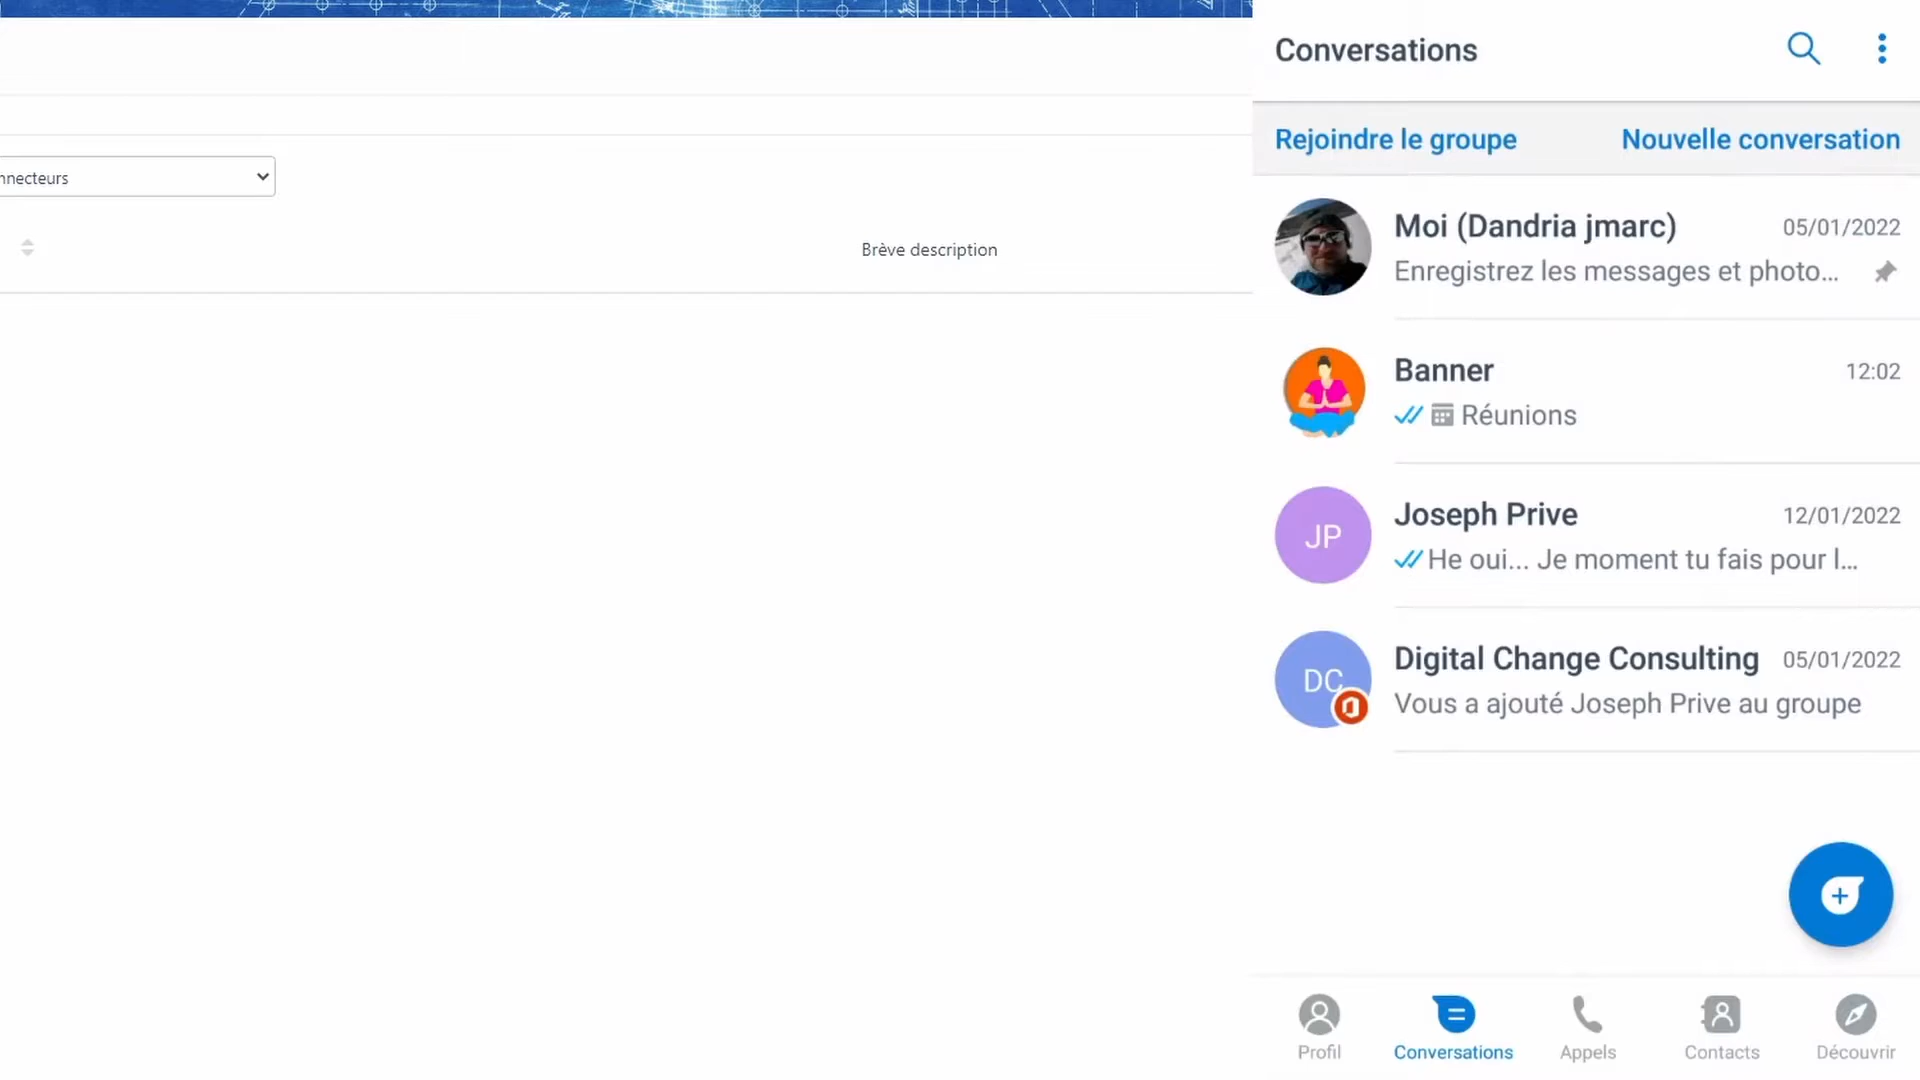 nnecteurs
Brève description
Conversations
Rejoindre le groupe
Nouvelle conversation
Moi (Dandria jmarc)
05/01/2022
Enregistrez les messages et photo...
Banner
12:02
Réunions
JP
Joseph Prive
12/01/2022
He oui... Je moment tu fais pour l...
DC
Digital Change Consulting
05/01/2022
Vous a ajouté Joseph Prive au groupe
Profil
Conversations
Appels
Contacts
Découvrir